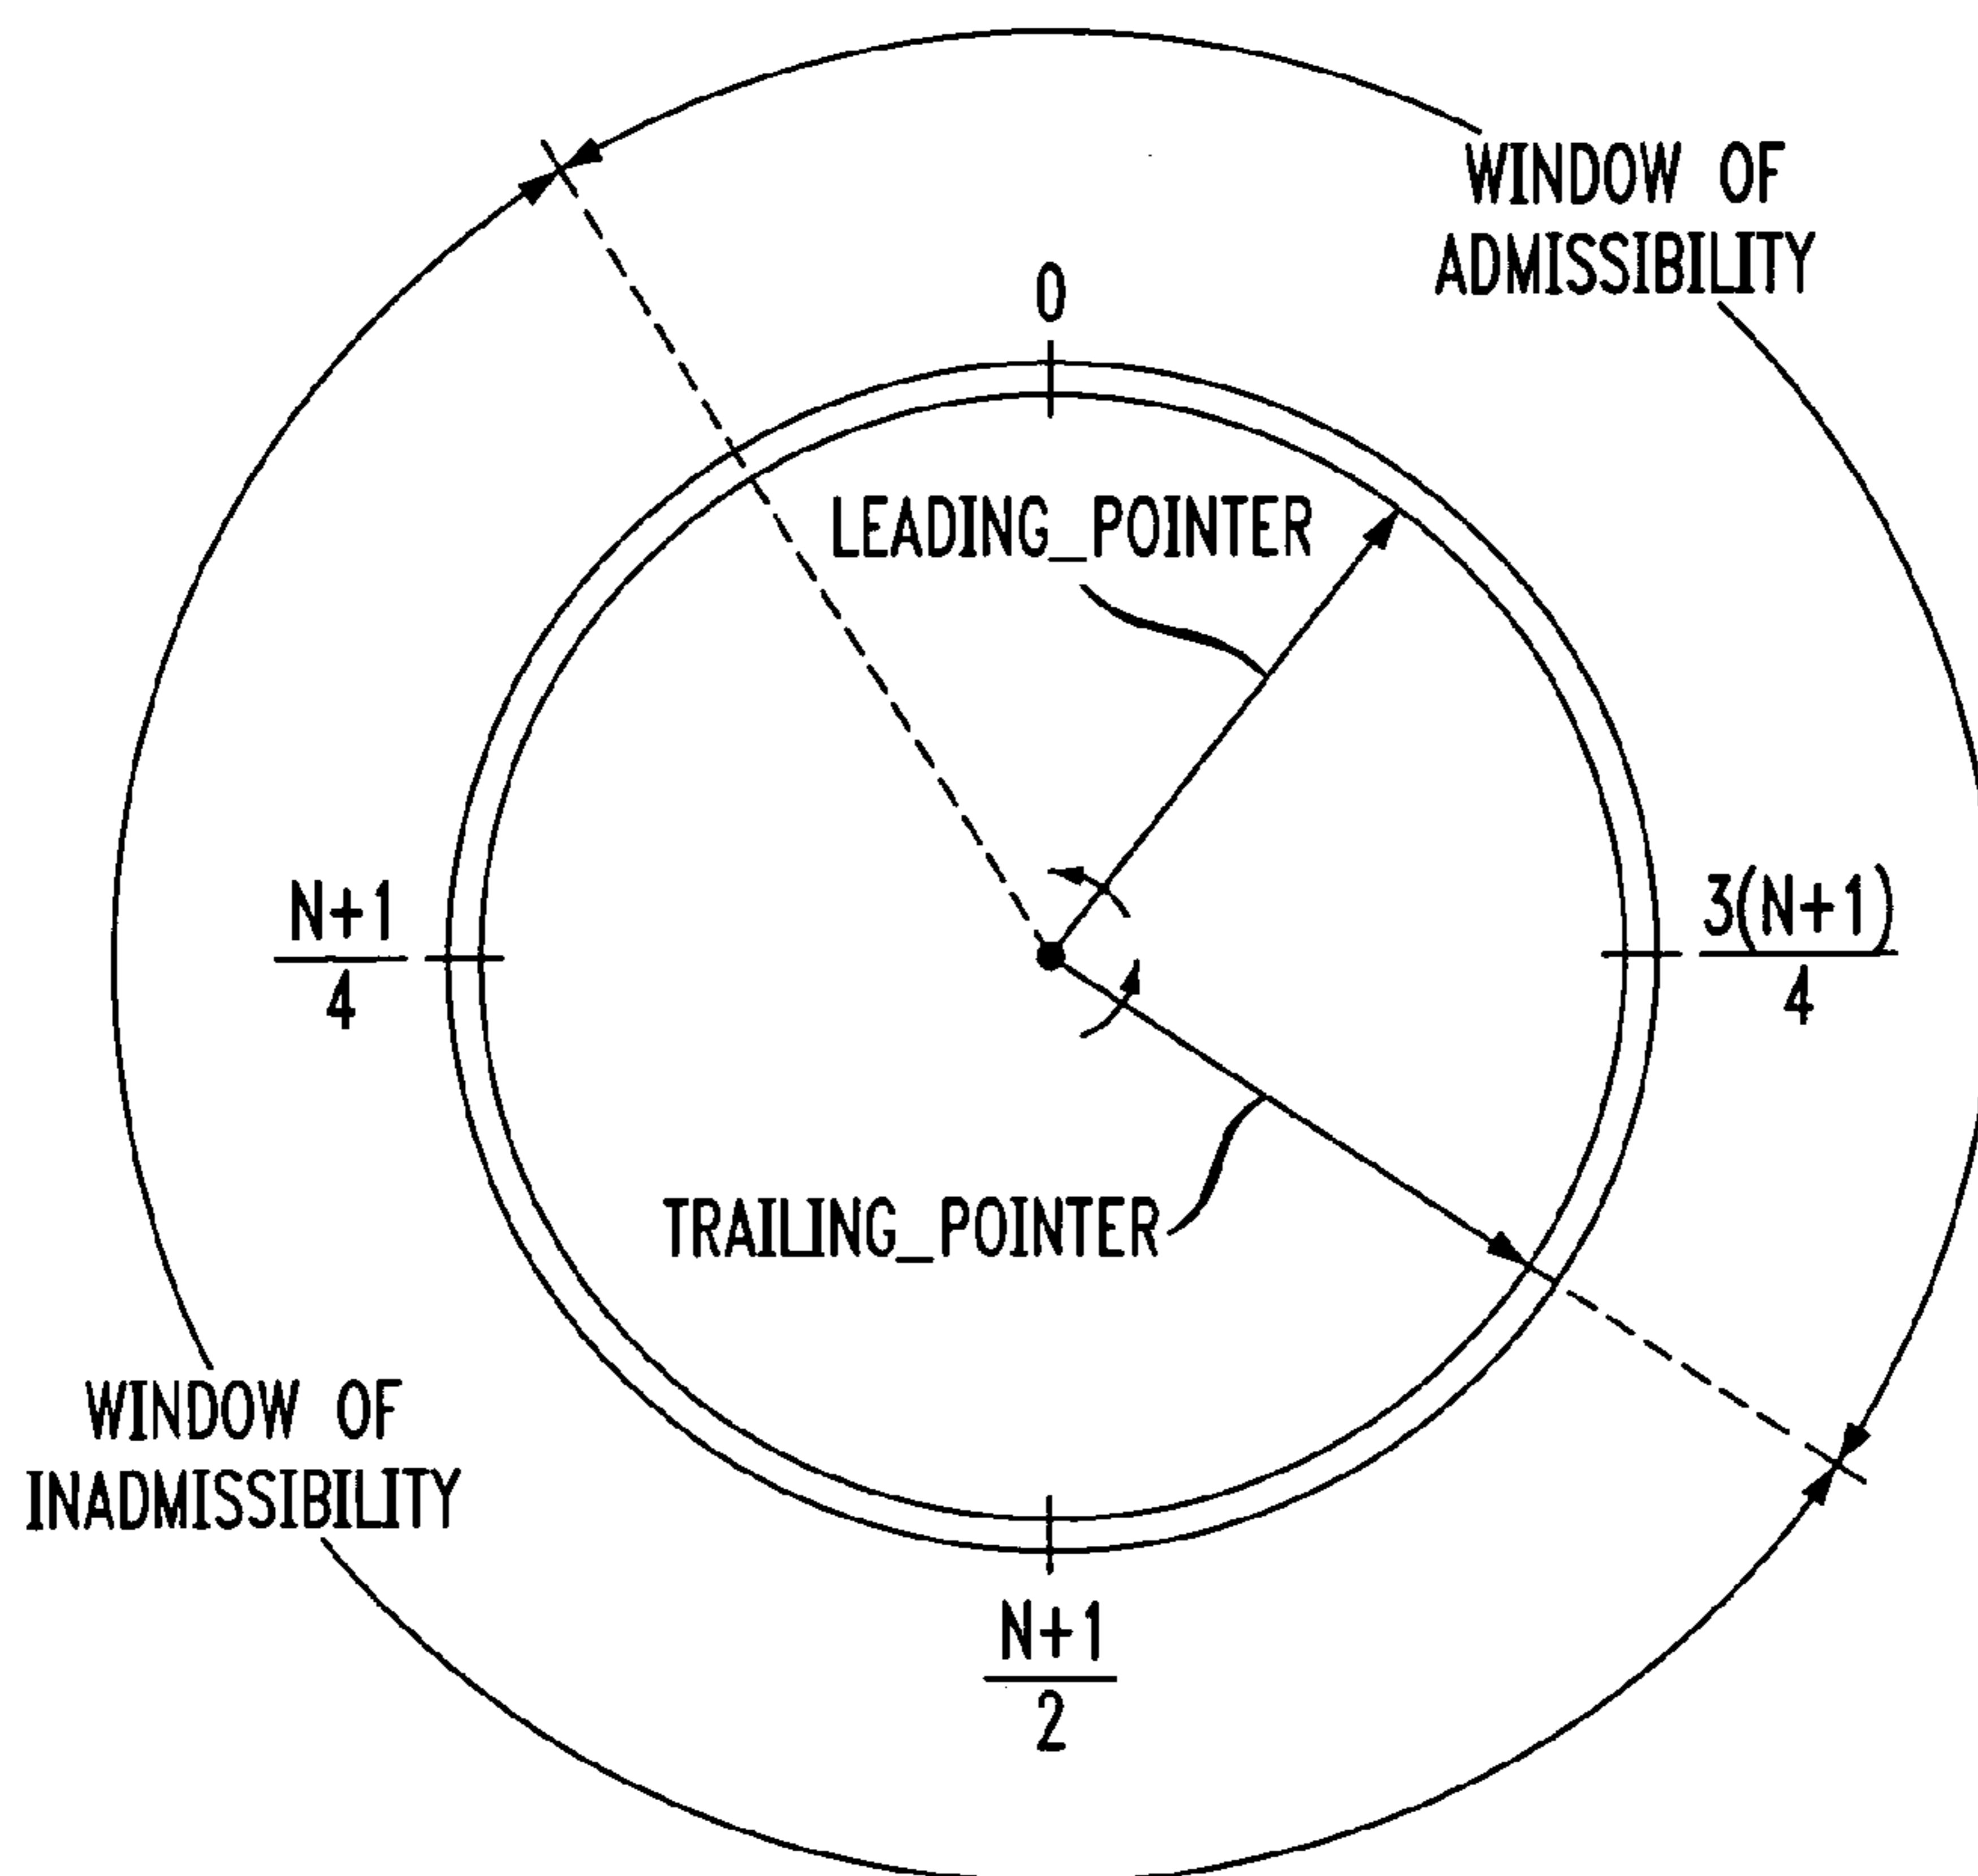 WINDOW OF
ADMISSIBILITY
0
LEADING_POINTER
N+1
4
3(N+1)
4
TRAILING_POINTER
WINDOW OF
INADMISSIBILITY
N+1
2